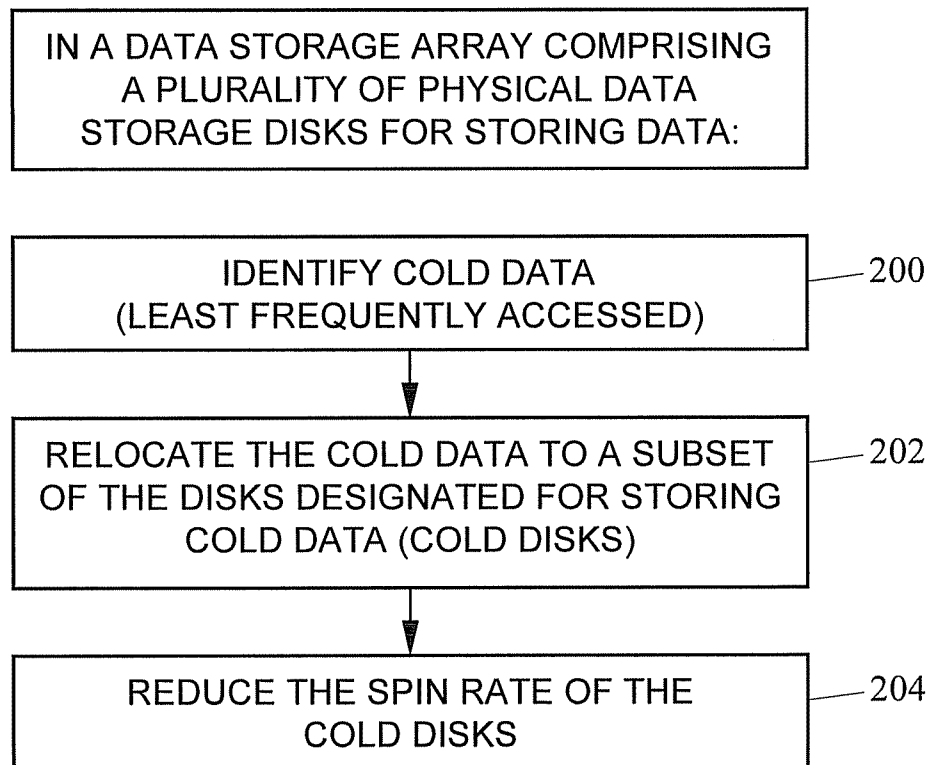 IN A DATA STORAGE ARRAY COMPRISING
A PLURALITY OF PHYSICAL DATA
STORAGE DISKS FOR STORING DATA:
IDENTIFY COLD DATA
(LEAST FREQUENTLY ACCESSED)
200
RELOCATE THE COLD DATA TO A SUBSET
OF THE DISKS DESIGNATED FOR STORING
COLD DATA (COLD DISKS)
202
REDUCE THE SPIN RATE OF THE
COLD DISKS
204